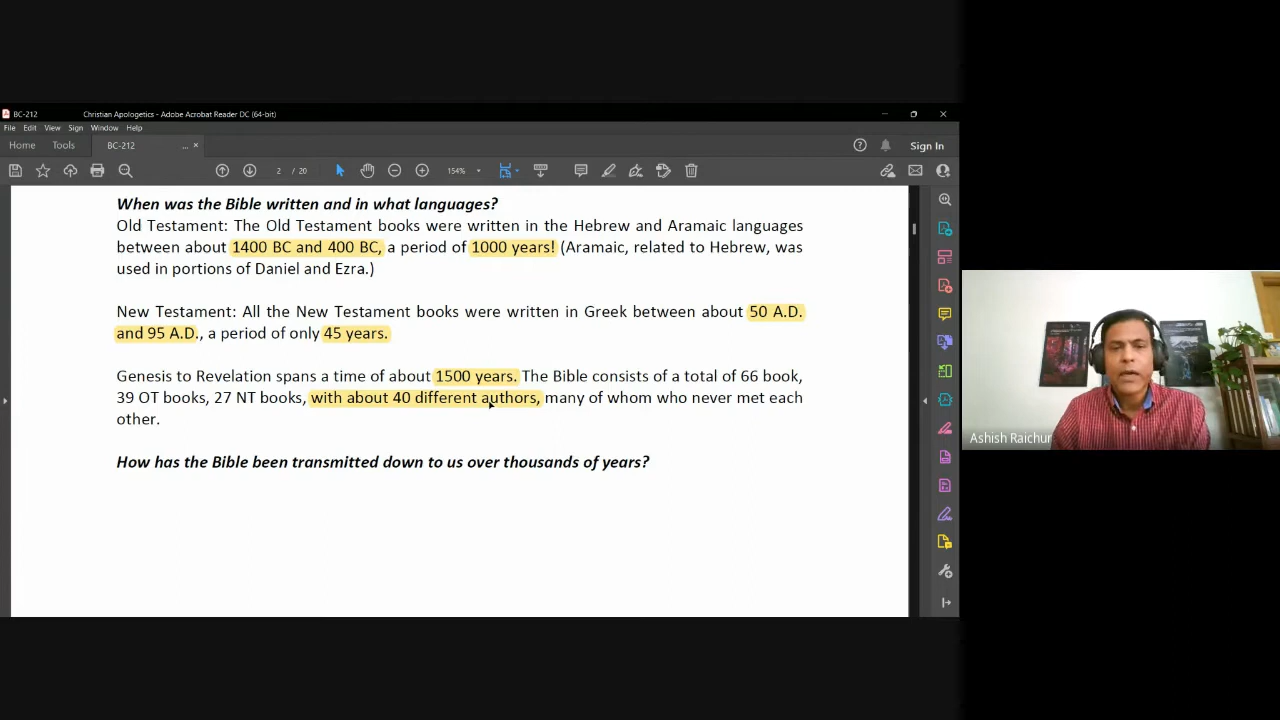 BC-212 Christian Apologetics - Adobe Acrobat Reader DC (64-bit)
File Edit View Sign Window Help
Home Tools BC-212 ... × Sign In
2 / 20 154%
When was the Bible written and in what languages?
Old Testament: The Old Testament books were written in the Hebrew and Aramaic languages
between about 1400 BC and 400 BC, a period of 1000 years! (Aramaic, related to Hebrew, was
used in portions of Daniel and Ezra.)
New Testament: All the New Testament books were written in Greek between about 50 A.D.
and 95 A.D., a period of only 45 years.
Genesis to Revelation spans a time of about 1500 years. The Bible consists of a total of 66 book,
39 OT books, 27 NT books, with about 40 different authors, many of whom who never met each
other.
How has the Bible been transmitted down to us over thousands of years?
Ashish Raichur